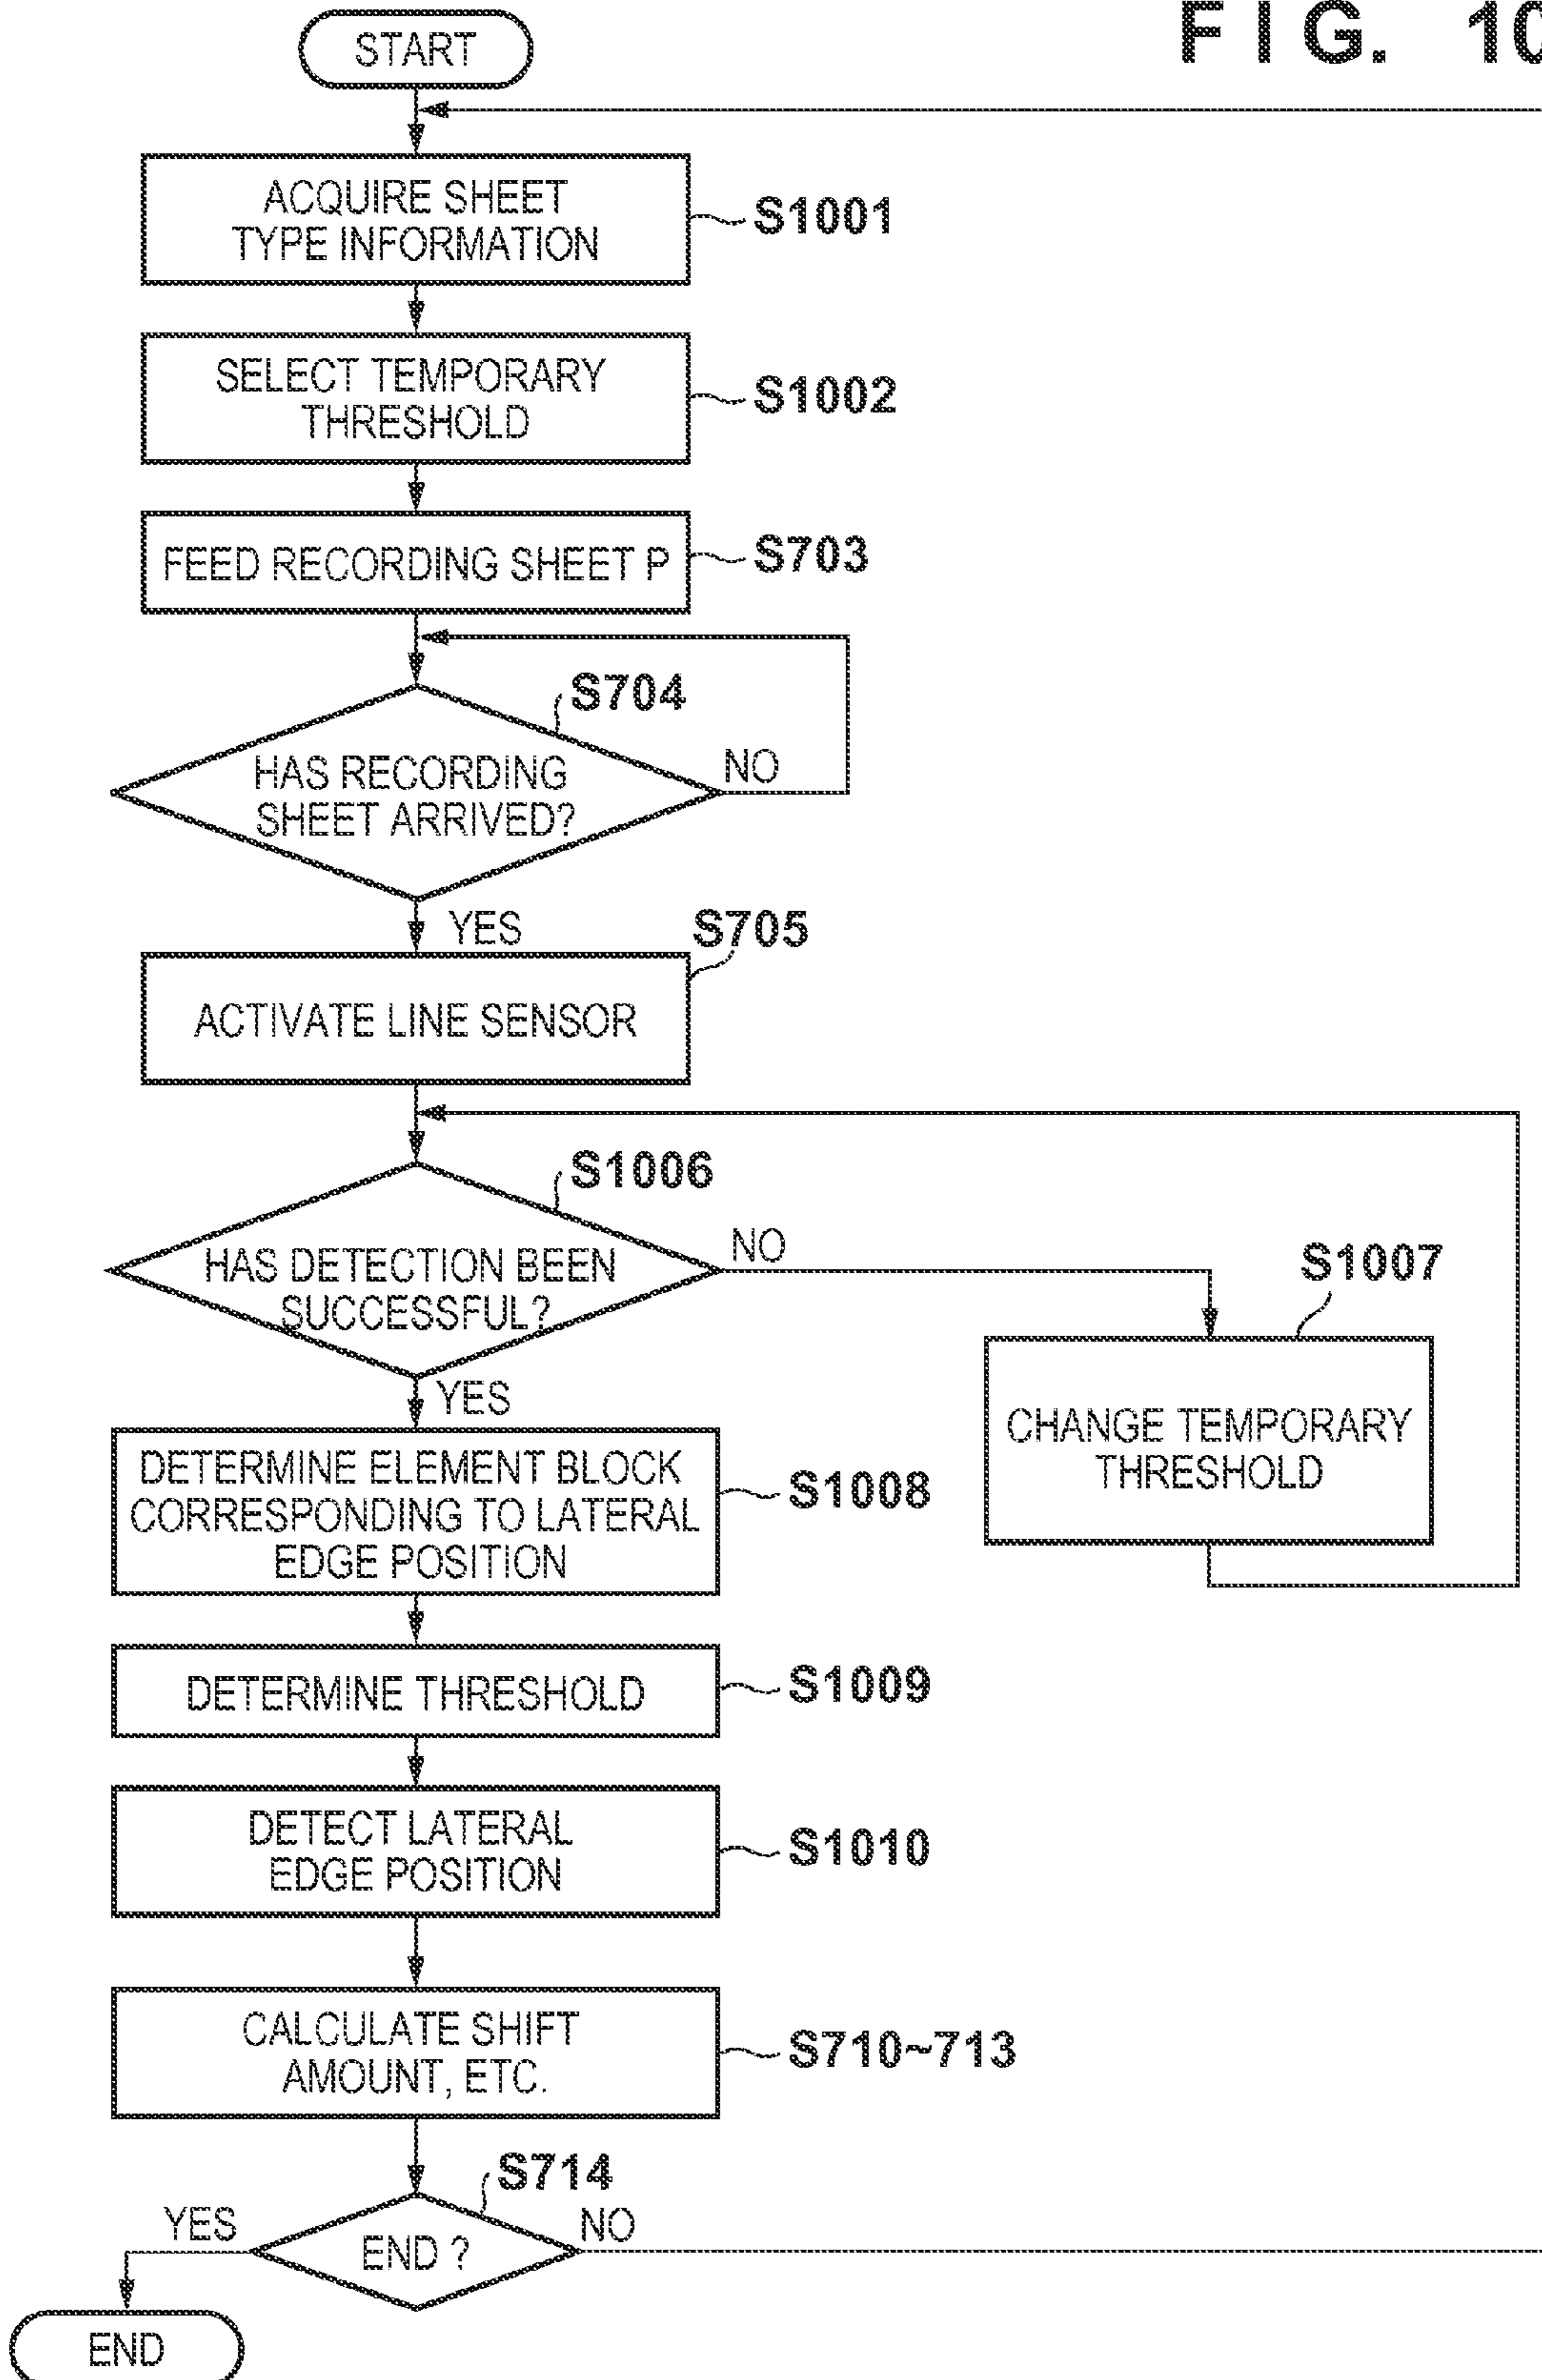 FIG. 10
START
ACQUIRE SHEET
TYPE INFORMATION
S1001
SELECT TEMPORARY
THRESHOLD
S1002
FEED RECORDING SHEET P
S703
S704
HAS RECORDING
SHEET ARRIVED?
NO
YES
S705
ACTIVATE LINE SENSOR
S1006
HAS DETECTION BEEN
SUCCESSFUL?
NO
S1007
CHANGE TEMPORARY
THRESHOLD
YES
DETERMINE ELEMENT BLOCK
CORRESPONDING TO LATERAL
EDGE POSITION
S1008
DETERMINE THRESHOLD
S1009
DETECT LATERAL
EDGE POSITION
S1010
CALCULATE SHIFT
AMOUNT, ETC.
S710~713
S714
YES
END ?
NO
END